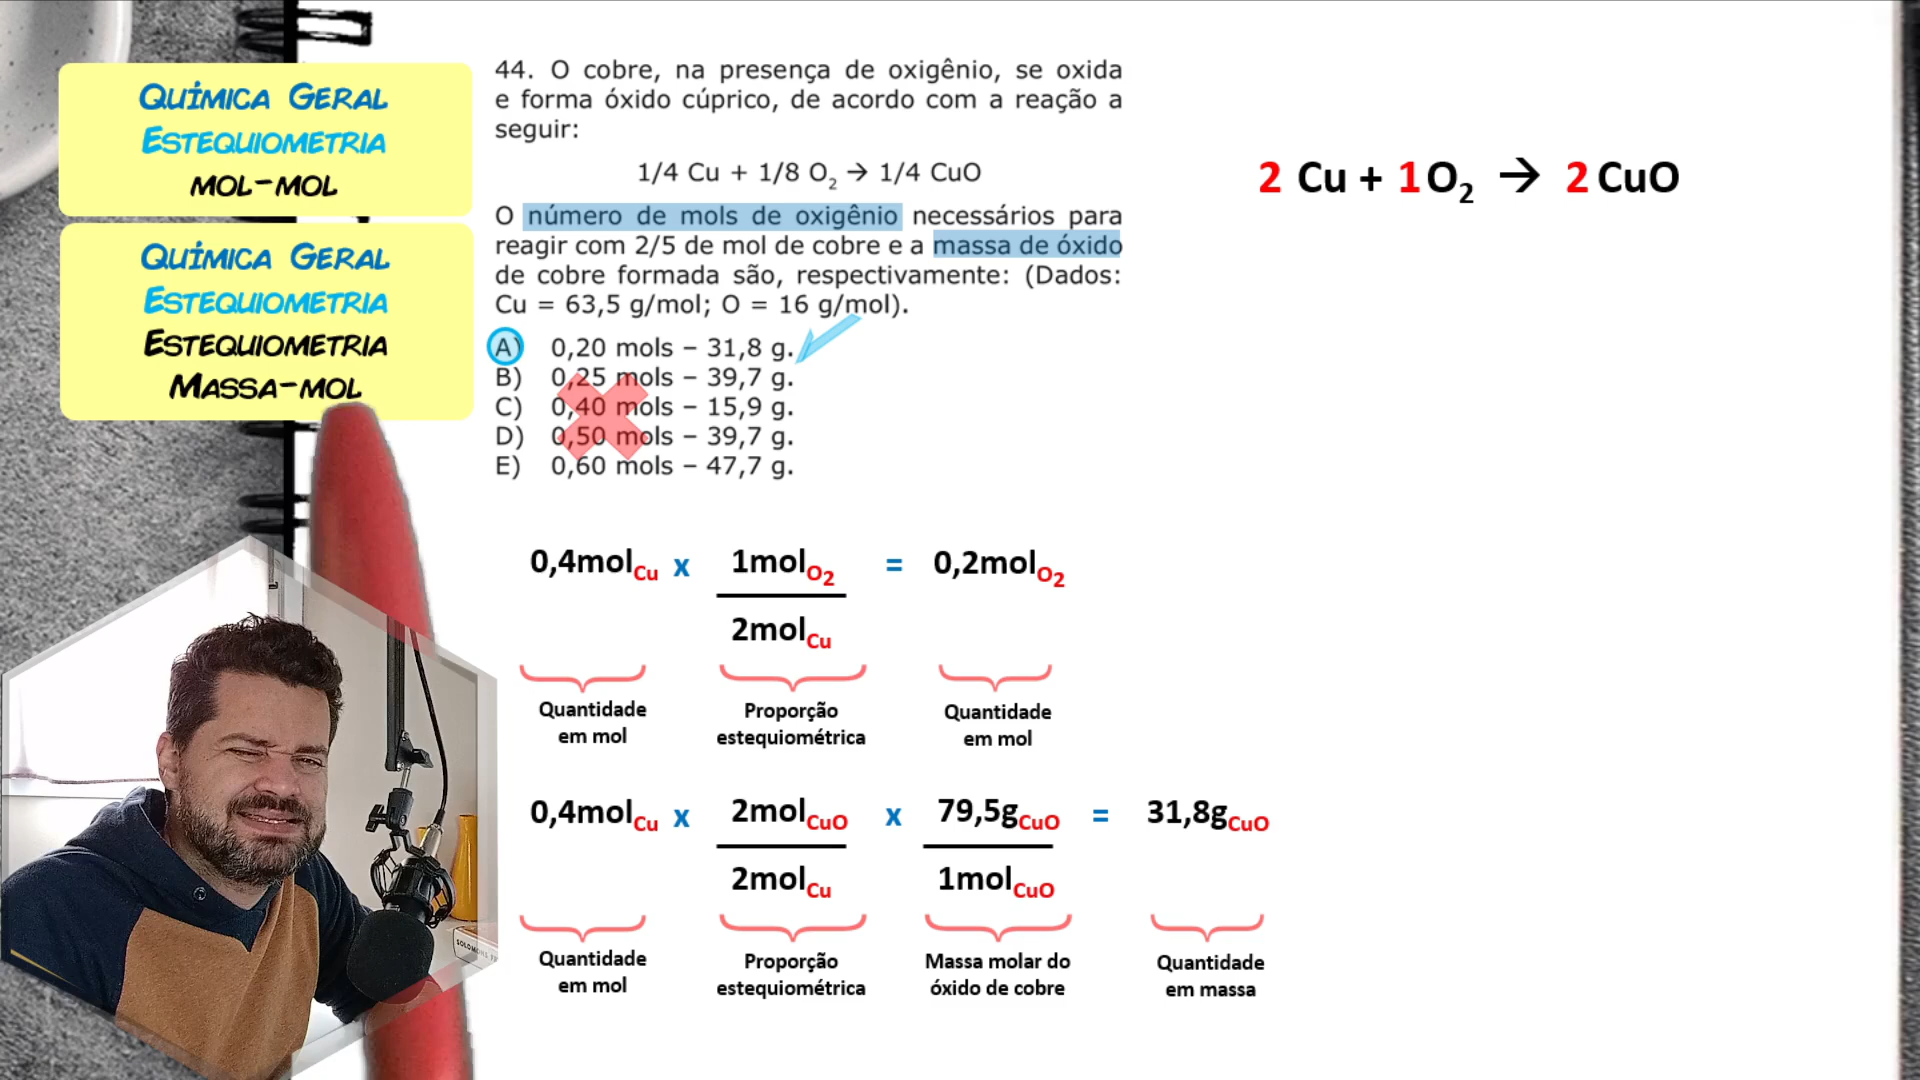 Química Geral
Estequiometria
mol-mol
Química Geral
Estequiometria
Estequiometria
Massa-mol
44. O cobre, na presença de oxigênio, se oxida
e forma óxido cúprico, de acordo com a reação a
seguir:
1/4 Cu + 1/8 O₂ → 1/4 CuO
O número de mols de oxigênio necessários para
reagir com 2/5 de mol de cobre e a massa de óxido
de cobre formada são, respectivamente: (Dados:
Cu = 63,5 g/mol; O = 16 g/mol).
A) 0,20 mols – 31,8 g.
B) 0,25 mols – 39,7 g.
C) 0,40 mols – 15,9 g.
D) 0,50 mols – 39,7 g.
E) 0,60 mols – 47,7 g.
2 Cu + 1 O₂ → 2 CuO
0,4molCu x 1molO2 = 0,2molO2
2molCu
Quantidade Proporção Quantidade
em mol estequiométrica em mol
0,4molCu x 2molCuO x 79,5gCuO = 31,8gCuO
2molCu 1molCuO
Quantidade Proporção Massa molar do Quantidade
em mol estequiométrica óxido de cobre em massa
SOLOMONS